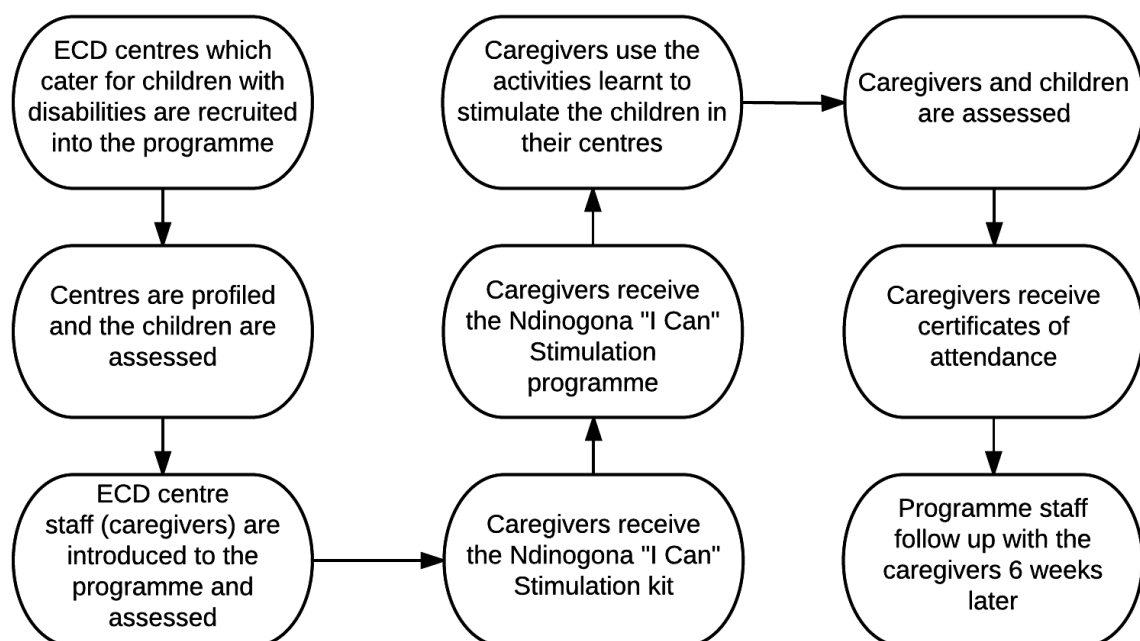 ECD centres which
cater for children with
disabilities are recruited
into the programme
Centres are profiled
and the children are
assessed
ECD centre
staff (caregivers) are
introduced to the
programme and
assessed
Caregivers receive
the Ndinogona "I Can"
Stimulation kit
Caregivers receive
the Ndinogona "I Can"
Stimulation
programme
Caregivers use the
activities learnt to
stimulate the children in
their centres
Caregivers and children
are assessed
Caregivers receive
certificates of
attendance
Programme staff
follow up with the
caregivers 6 weeks
later